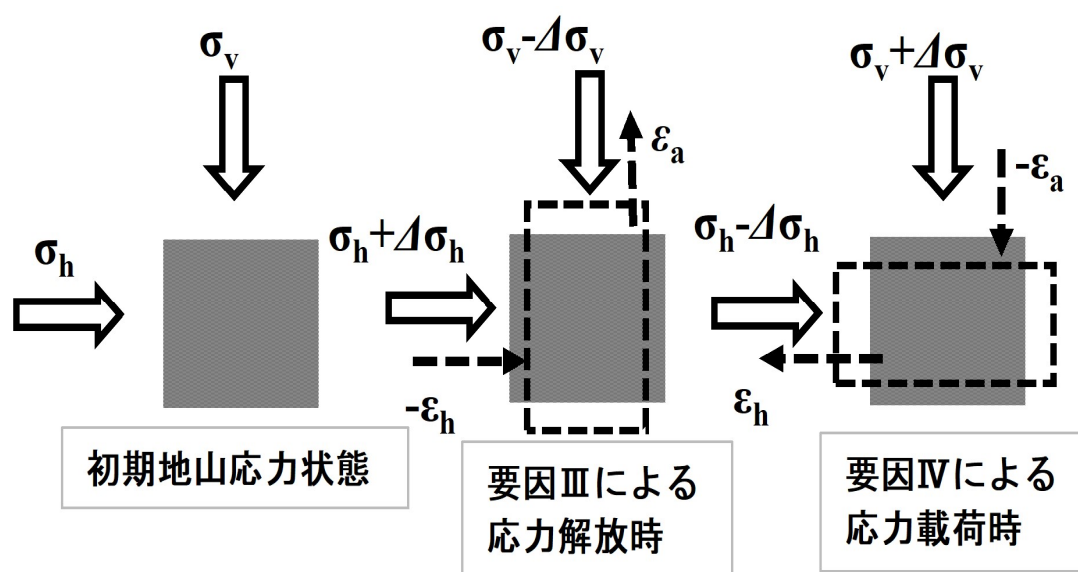 σv
σh
初期地山応力状態
σv-Δσv
εa
σh+Δσh
-εh
要因Ⅲによる
応力解放時
σv+Δσv
-εa
σh-Δσh
εh
要因Ⅳによる
応力載荷時